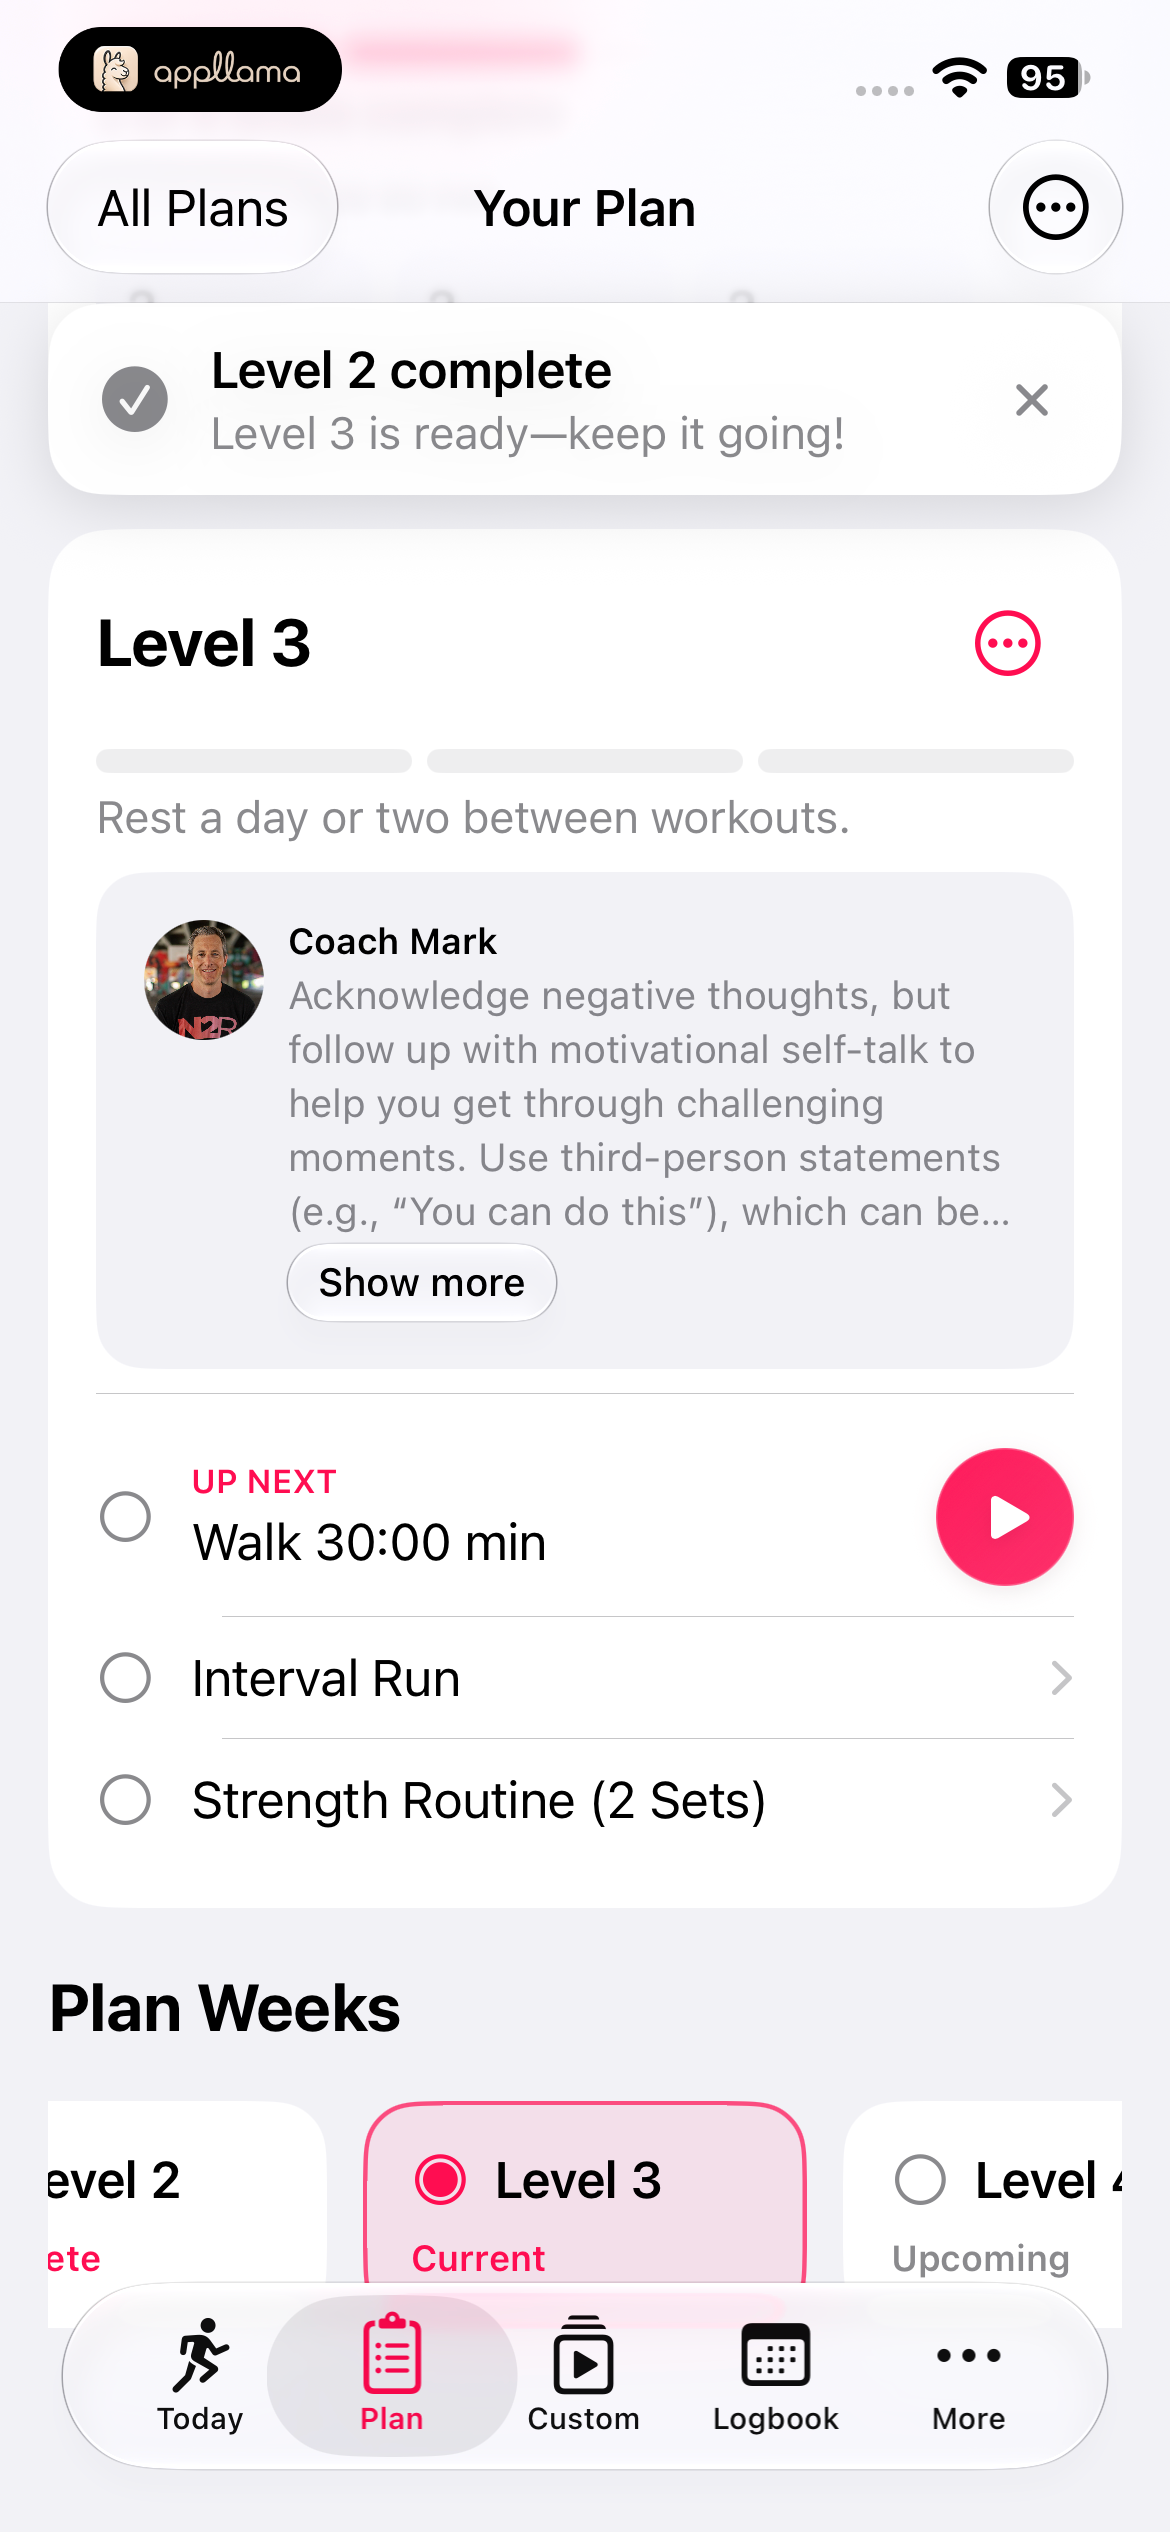 appllama
95
All Plans
Your Plan
Level 2 complete
Level 3 is ready—keep it going!
Level 3
Rest a day or two between workouts.
Coach Mark
N2R
Acknowledge negative thoughts, but
follow up with motivational self-talk to
help you get through challenging
moments. Use third-person statements
(e.g., “You can do this”), which can be...
Show more
UP NEXT
Walk 30:00 min
Interval Run
Strength Routine (2 Sets)
Plan Weeks
evel 2
Level 3
Level 4
ete
Current
Upcoming
Today
Plan
Custom
Logbook
More